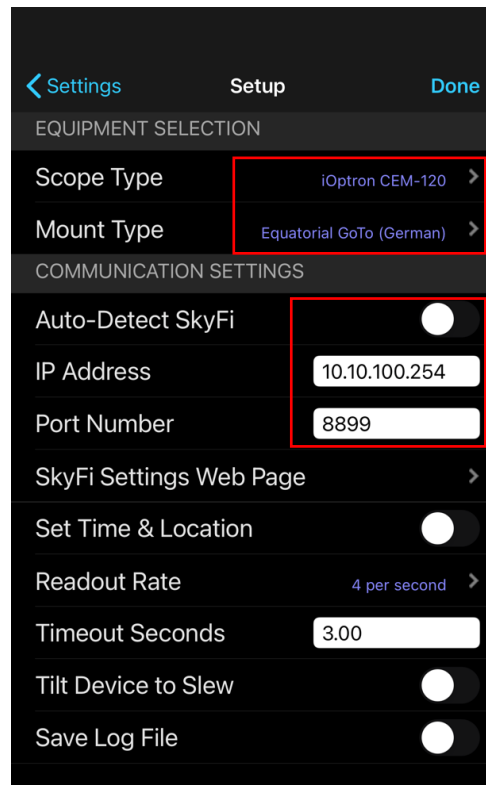 Settings Setup Done
EQUIPMENT SELECTION
Scope Type iOptron CEM-120
Mount Type Equatorial GoTo (German)
COMMUNICATION SETTINGS
Auto-Detect SkyFi
IP Address 10.10.100.254
Port Number 8899
SkyFi Settings Web Page
Set Time & Location
Readout Rate 4 per second
Timeout Seconds 3.00
Tilt Device to Slew
Save Log File